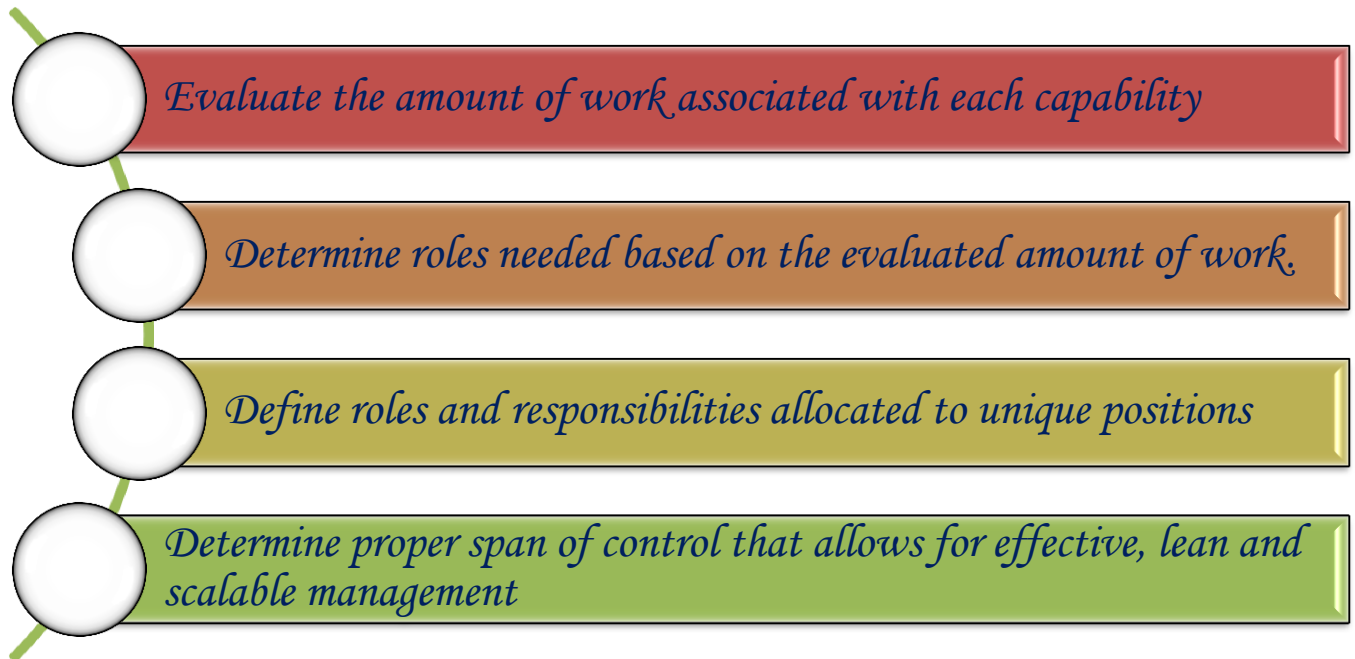 Evaluate the amount of work associated with each capability
Determine roles needed based on the evaluated amount of work.
Define roles and responsibilities allocated to unique positions
Determine proper span of control that allows for effective, lean and
scalable management